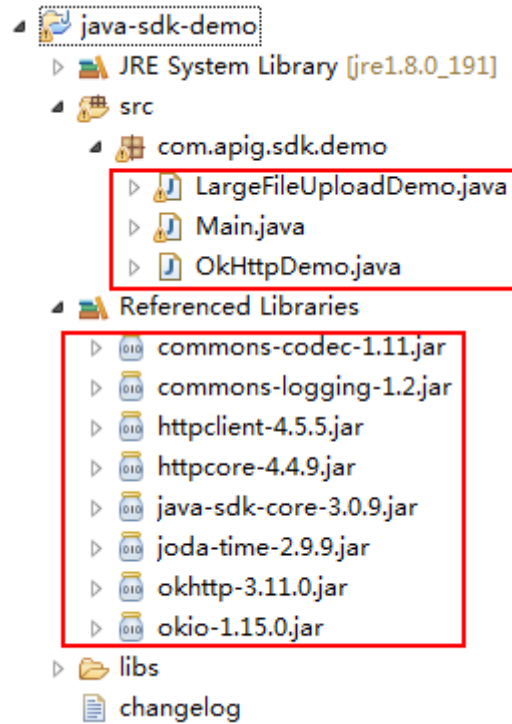 java-sdk-demo
JRE System Library [jre1.8.0_191]
src
com.apig.sdk.demo
LargeFileUploadDemo.java
Main.java
OkHttpDemo.java
Referenced Libraries
commons-codec-1.11.jar
commons-logging-1.2.jar
httpclient-4.5.5.jar
httpcore-4.4.9.jar
java-sdk-core-3.0.9.jar
joda-time-2.9.9.jar
okhttp-3.11.0.jar
okio-1.15.0.jar
libs
changelog